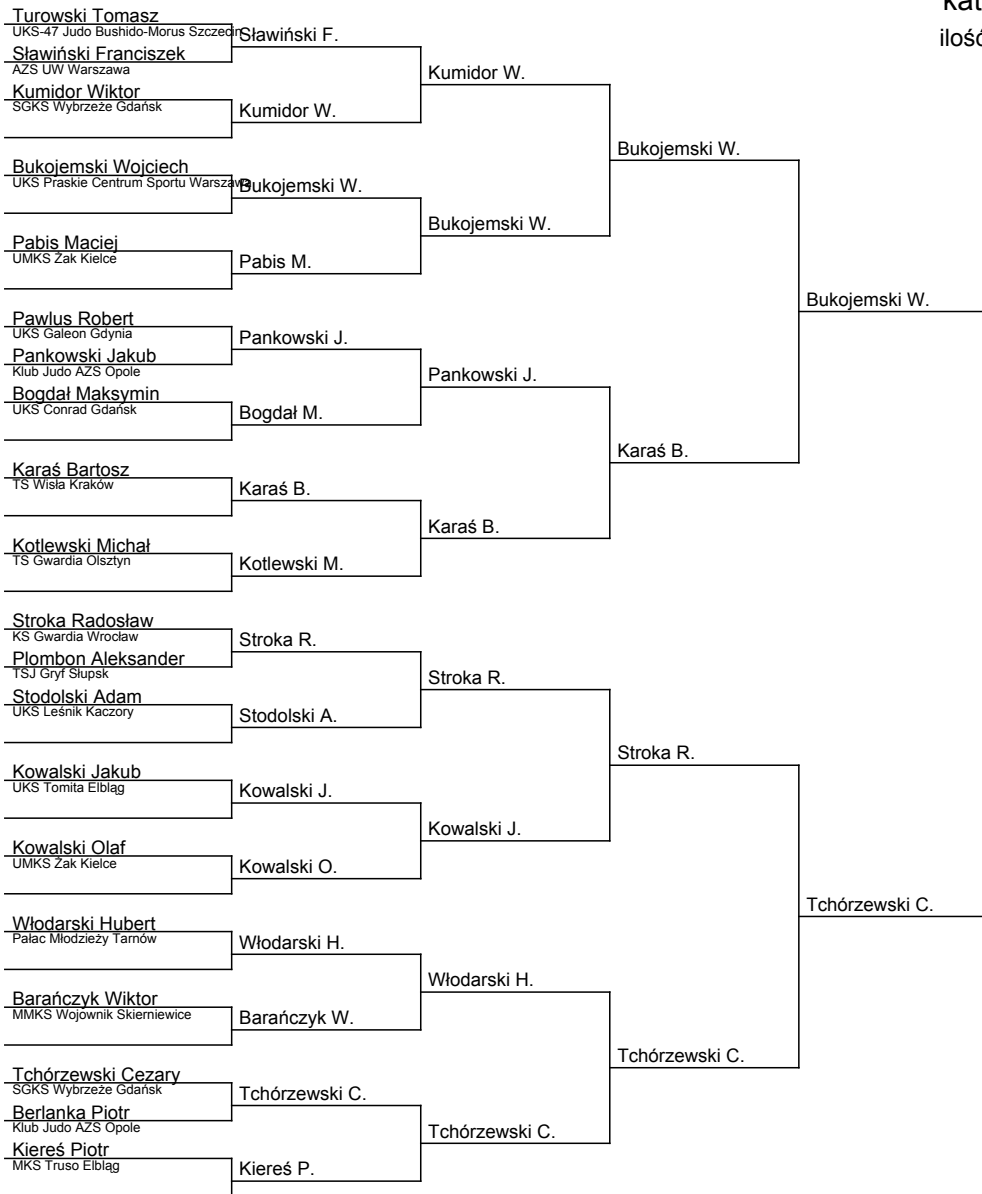 kat
ilość
Turowski Tomasz
UKS-47 Judo Bushido-Morus Szczecin
Sławiński F.
Sławiński Franciszek
AZS UW Warszawa
Kumidor W.
Kumidor Wiktor
SGKS Wybrzeże Gdańsk
Kumidor W.
Bukojemski W.
Bukojemski Wojciech
UKS Praskie Centrum Sportu Warszawa
Bukojemski W.
Bukojemski W.
Pabis Maciej
UMKS Żak Kielce
Pabis M.
Bukojemski W.
Pawlus Robert
UKS Galeon Gdynia
Pankowski J.
Pankowski Jakub
Klub Judo AZS Opole
Pankowski J.
Bogdał Maksymin
UKS Conrad Gdańsk
Bogdał M.
Karaś B.
Karaś Bartosz
TS Wisła Kraków
Karaś B.
Karaś B.
Kotlewski Michał
TS Gwardia Olsztyn
Kotlewski M.
Stroka Radosław
KS Gwardia Wrocław
Stroka R.
Plombon Aleksander
TSJ Gryf Słupsk
Stroka R.
Stodolski Adam
UKS Leśnik Kaczory
Stodolski A.
Stroka R.
Kowalski Jakub
UKS Tomita Elbląg
Kowalski J.
Kowalski J.
Kowalski Olaf
UMKS Żak Kielce
Kowalski O.
Tchórzewski C.
Włodarski Hubert
Pałac Młodzieży Tarnów
Włodarski H.
Włodarski H.
Barańczyk Wiktor
MMKS Wojownik Skierniewice
Barańczyk W.
Tchórzewski C.
Tchórzewski Cezary
SGKS Wybrzeże Gdańsk
Tchórzewski C.
Berlanka Piotr
Klub Judo AZS Opole
Tchórzewski C.
Kiereś Piotr
MKS Truso Elbląg
Kiereś P.